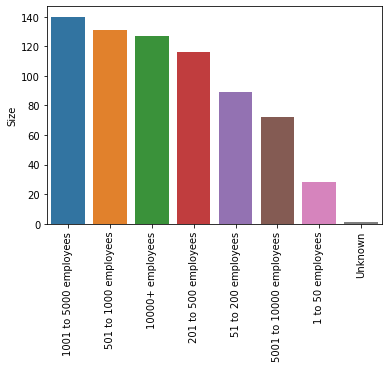 140
120
100
80
60
40
20
0
Size
1001 to 5000 employees
501 to 1000 employees
10000+ employees
201 to 500 employees
51 to 200 employees
5001 to 10000 employees
1 to 50 employees
Unknown